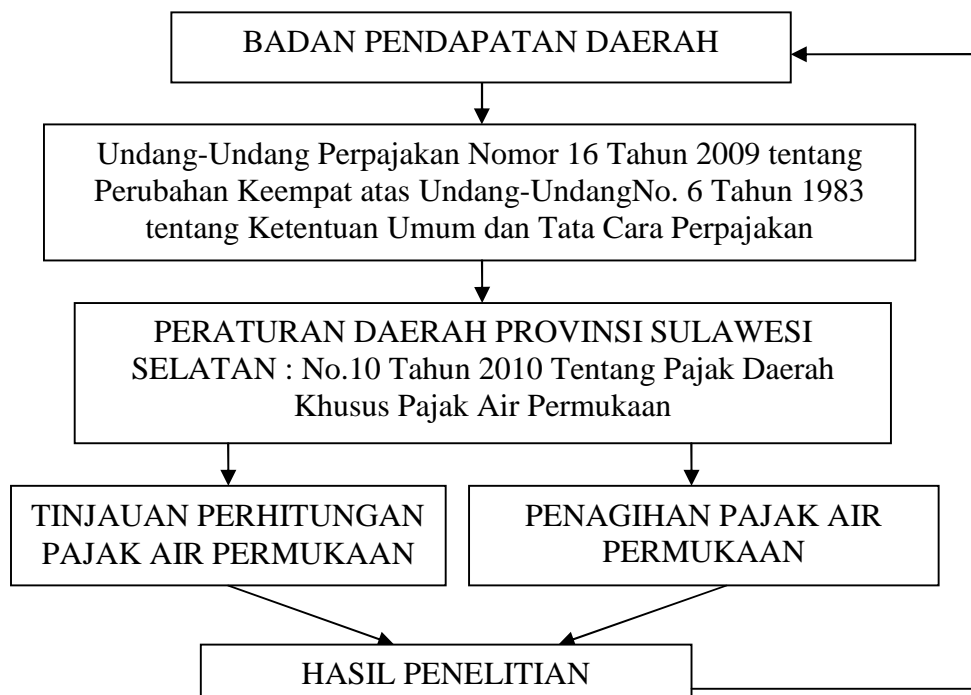 BADAN PENDAPATAN DAERAH
Undang-Undang Perpajakan Nomor 16 Tahun 2009 tentang
Perubahan Keempat atas Undang-UndangNo. 6 Tahun 1983
tentang Ketentuan Umum dan Tata Cara Perpajakan
PERATURAN DAERAH PROVINSI SULAWESI
SELATAN : No.10 Tahun 2010 Tentang Pajak Daerah
Khusus Pajak Air Permukaan
TINJAUAN PERHITUNGAN
PAJAK AIR PERMUKAAN
PENAGIHAN PAJAK AIR
PERMUKAAN
HASIL PENELITIAN